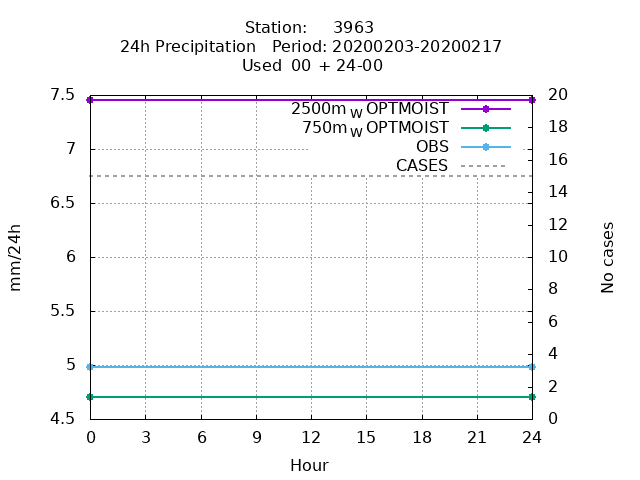 Station: 3963
24h Precipitation Period: 20200203-20200217
Used 00 + 24-00
7.5
7
6.5
6
5.5
5
4.5
mm/24h
2500m W OPTMOIST
750m W OPTMOIST
OBS
CASES
20
18
16
14
12
10
8
6
4
2
0
No cases
0 3 6 9 12 15 18 21 24
Hour